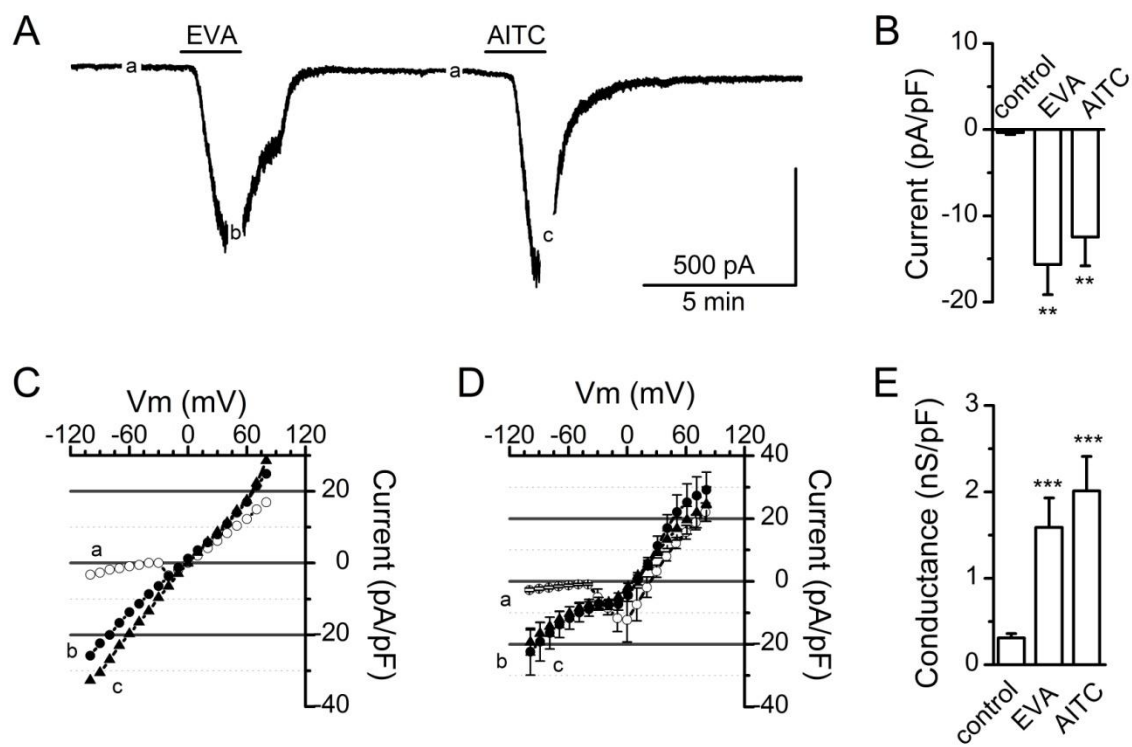 A
EVA
AITC
a
a
b
c
500 pA
5 min
B
10
0
-10
-20
Current (pA/pF)
control
EVA
AITC
**
**
C
Vm (mV)
-120
-60
0
60
120
20
0
-20
-40
Current (pA/pF)
a
b
c
D
Vm (mV)
-120
-60
0
60
120
40
20
0
-20
-40
Current (pA/pF)
a
b
c
E
3
2
1
0
Conductance (nS/pF)
***
***
control
EVA
AITC